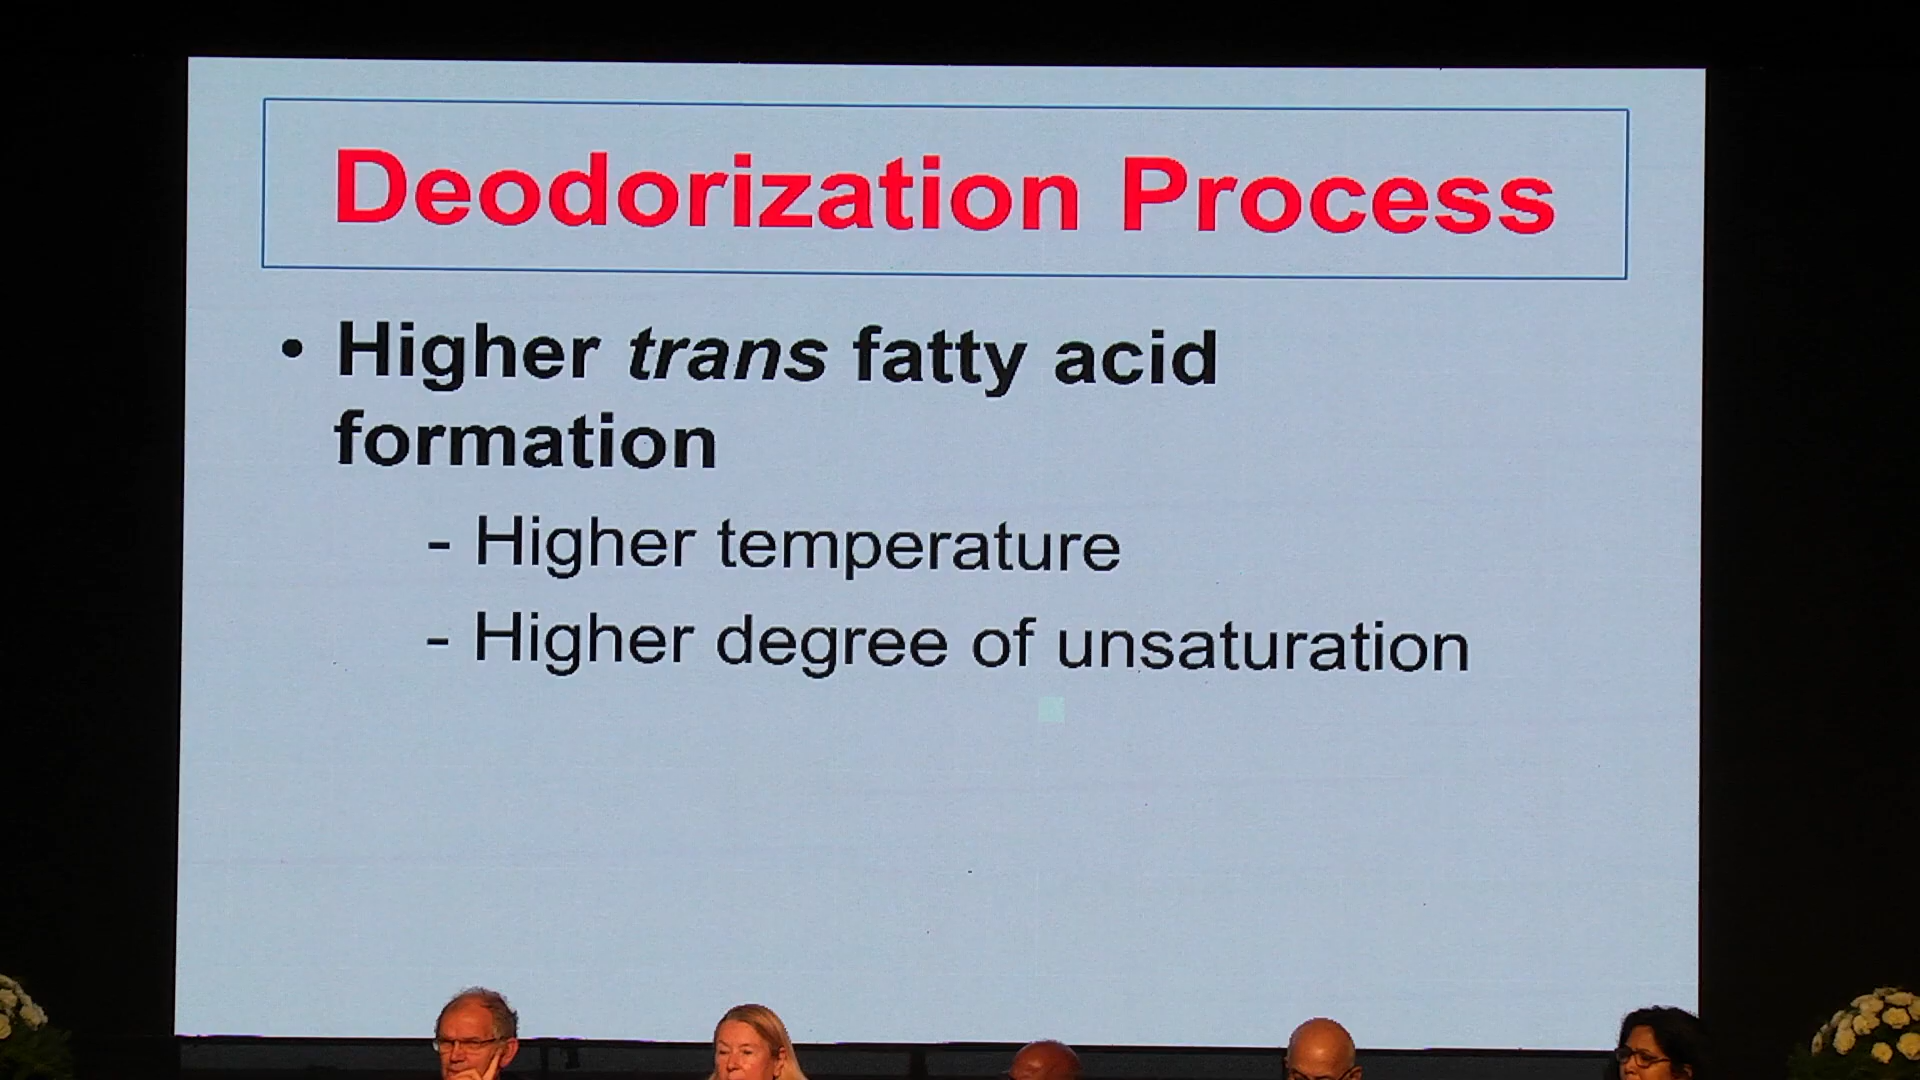 Deodorization Process
• Higher trans fatty acid
formation
- Higher temperature
- Higher degree of unsaturation